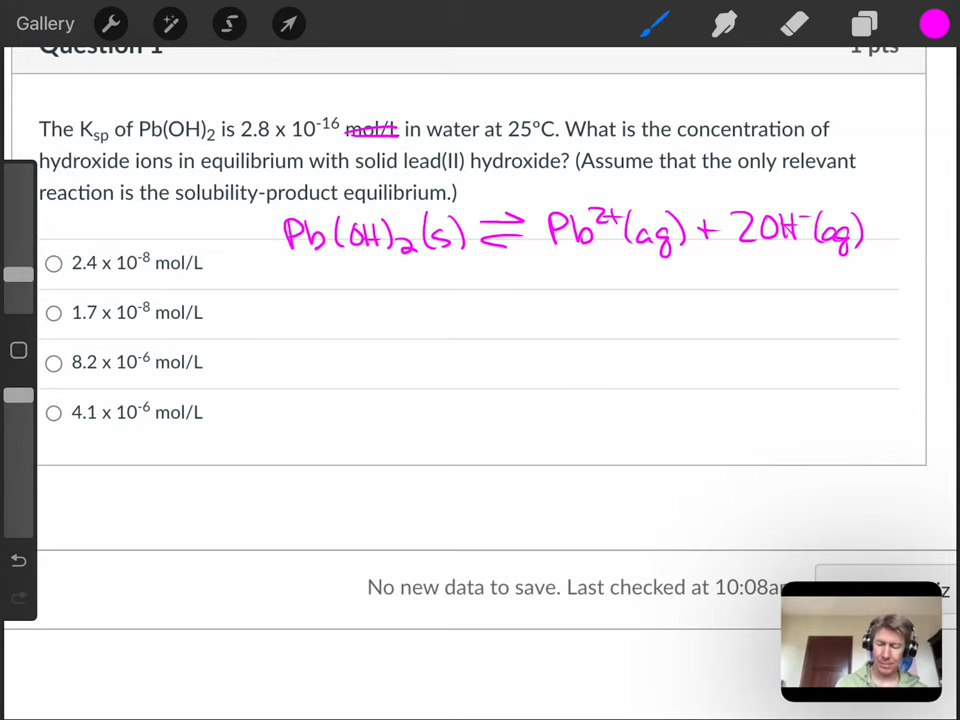 Gallery
Question 1 1 pts
The Ksp of Pb(OH)2 is 2.8 x 10-16 mol/L in water at 25°C. What is the concentration of
hydroxide ions in equilibrium with solid lead(II) hydroxide? (Assume that the only relevant
reaction is the solubility-product equilibrium.)
Pb(OH)2(s) ⇌ Pb2+(aq) + 2OH-(aq)
2.4 x 10-8 mol/L
1.7 x 10-8 mol/L
8.2 x 10-6 mol/L
4.1 x 10-6 mol/L
No new data to save. Last checked at 10:08a